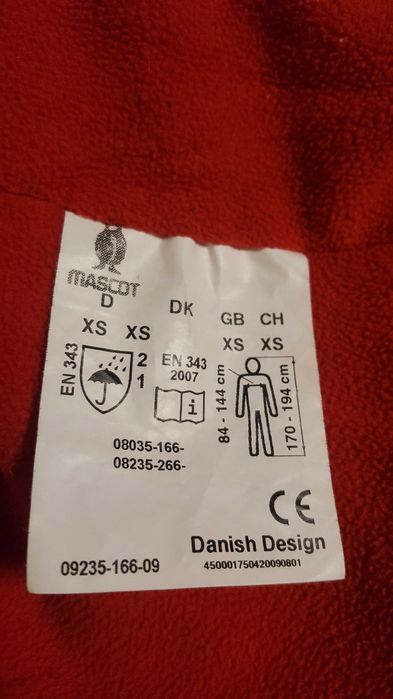 MASCOT
D DK GB CH
XS XS XS XS
EN 343
2
1
EN 343
2007
i
84 - 144 cm
170 - 194 cm
08035-166-
08235-266-
CE
Danish Design
09235-166-09
450001750420090801